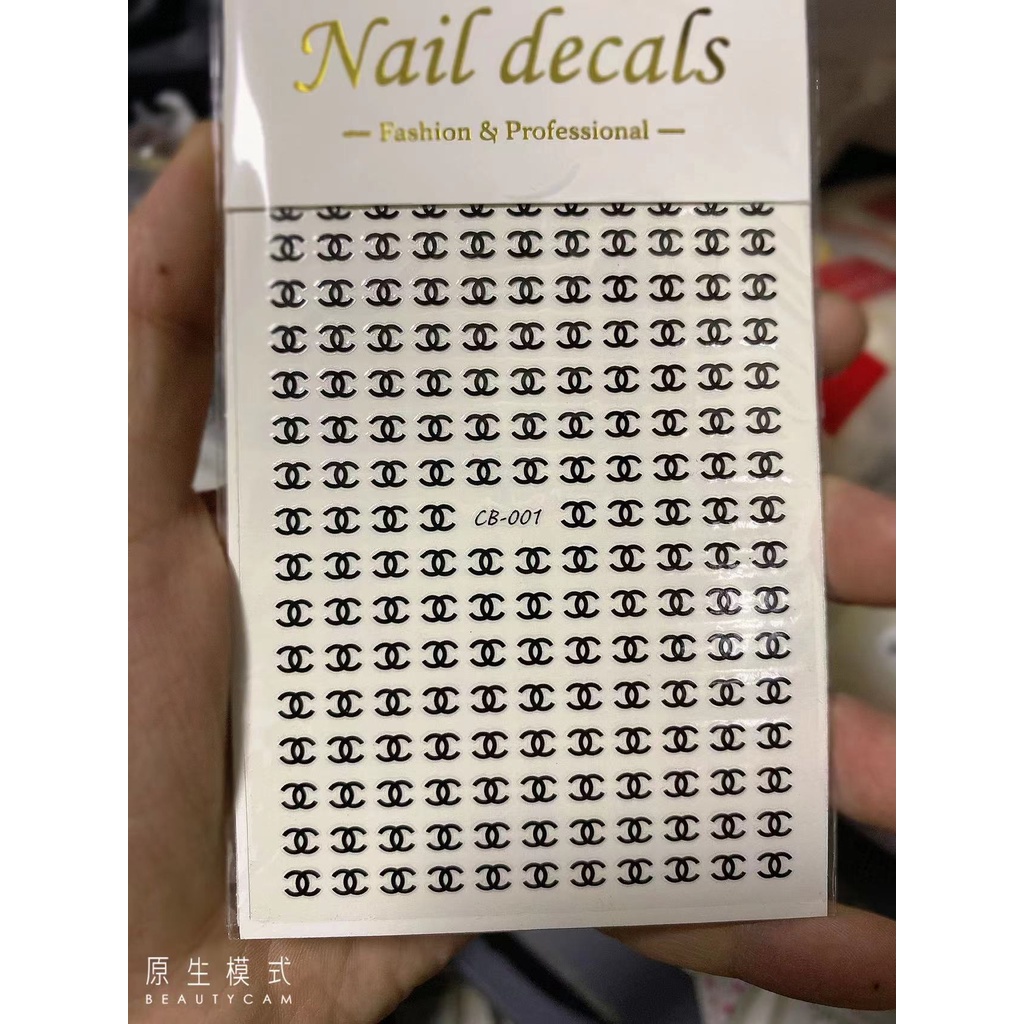 Nail decals
— Fashion & Professional —
CB-001
原生模式
BEAUTYCAM